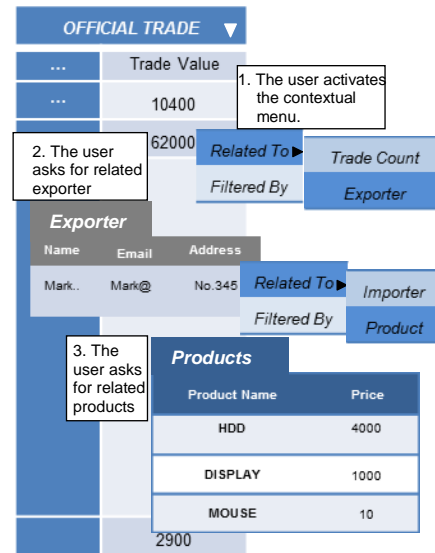 OFFICIAL TRADE
...
Trade Value
...
10400
1. The user activates
the contextual
menu.
62000
Related To
Trade Count
Filtered By
Exporter
2. The user
asks for related
exporter
Exporter
Name
Email
Address
Mark..
Mark@
No.345
Related To
Importer
Filtered By
Product
3. The
user asks
for related
products
Products
Product Name
Price
HDD
4000
DISPLAY
1000
MOUSE
10
2900